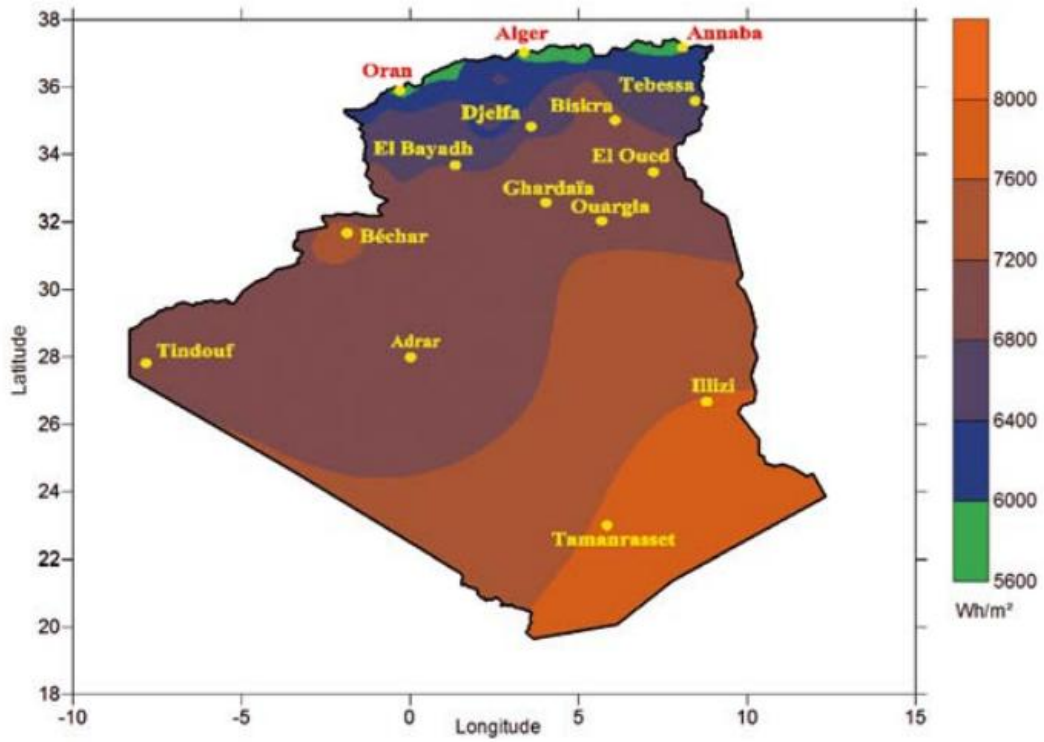 38
36
34
32
30
28
26
24
22
20
18
Latitude
-10
-5
0
5
10
15
Longitude
Alger
Annaba
Oran
Tebessa
Biskra
Djelfa
El Bayadh
El Oued
Ghardaïa
Ouargla
Béchar
Adrar
Tindouf
Illizi
Tamanrasset
8000
7600
7200
6800
6400
6000
5600
Wh/m²